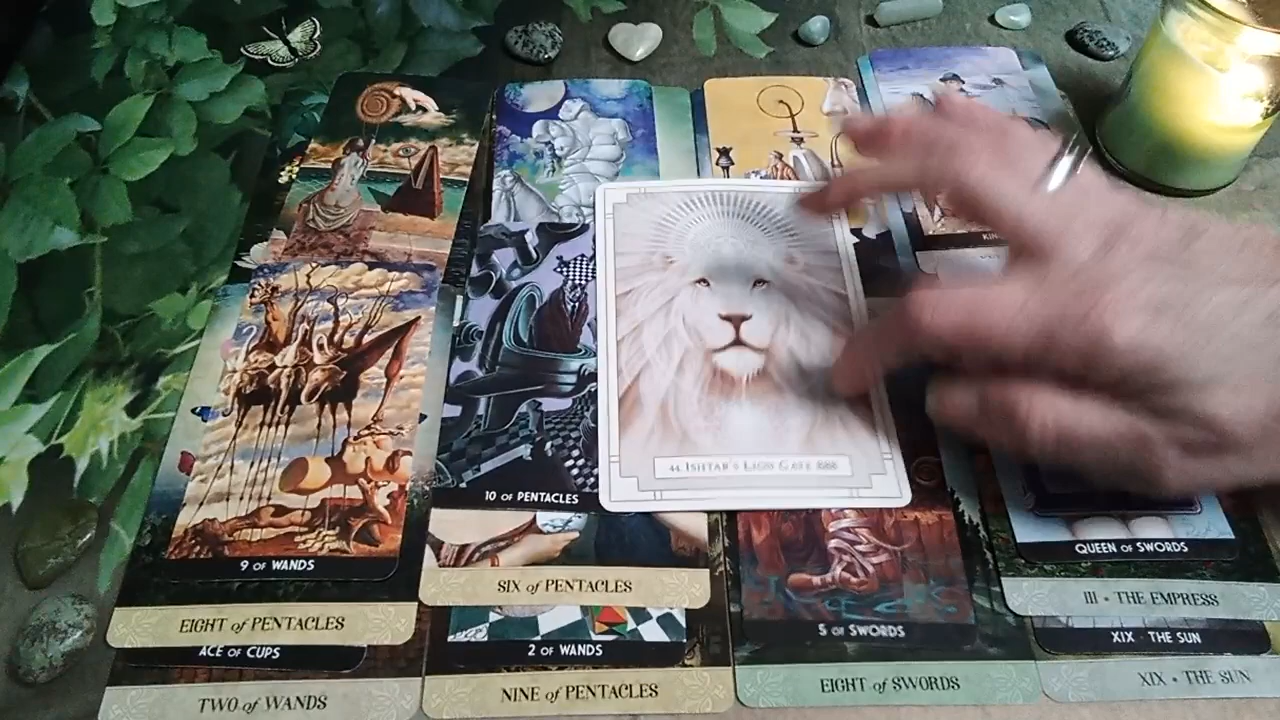 KIN
44. ISHTAR'S LION GATE 888
10 OF PENTACLES
QUEEN OF SWORDS
9 OF WANDS
SIX of PENTACLES
III • THE EMPRESS
EIGHT of PENTACLES
5 OF SWORDS
XIX • THE SUN
ACE OF CUPS
2 OF WANDS
EIGHT of SWORDS
XIX • THE SUN
TWO of WANDS
NINE of PENTACLES